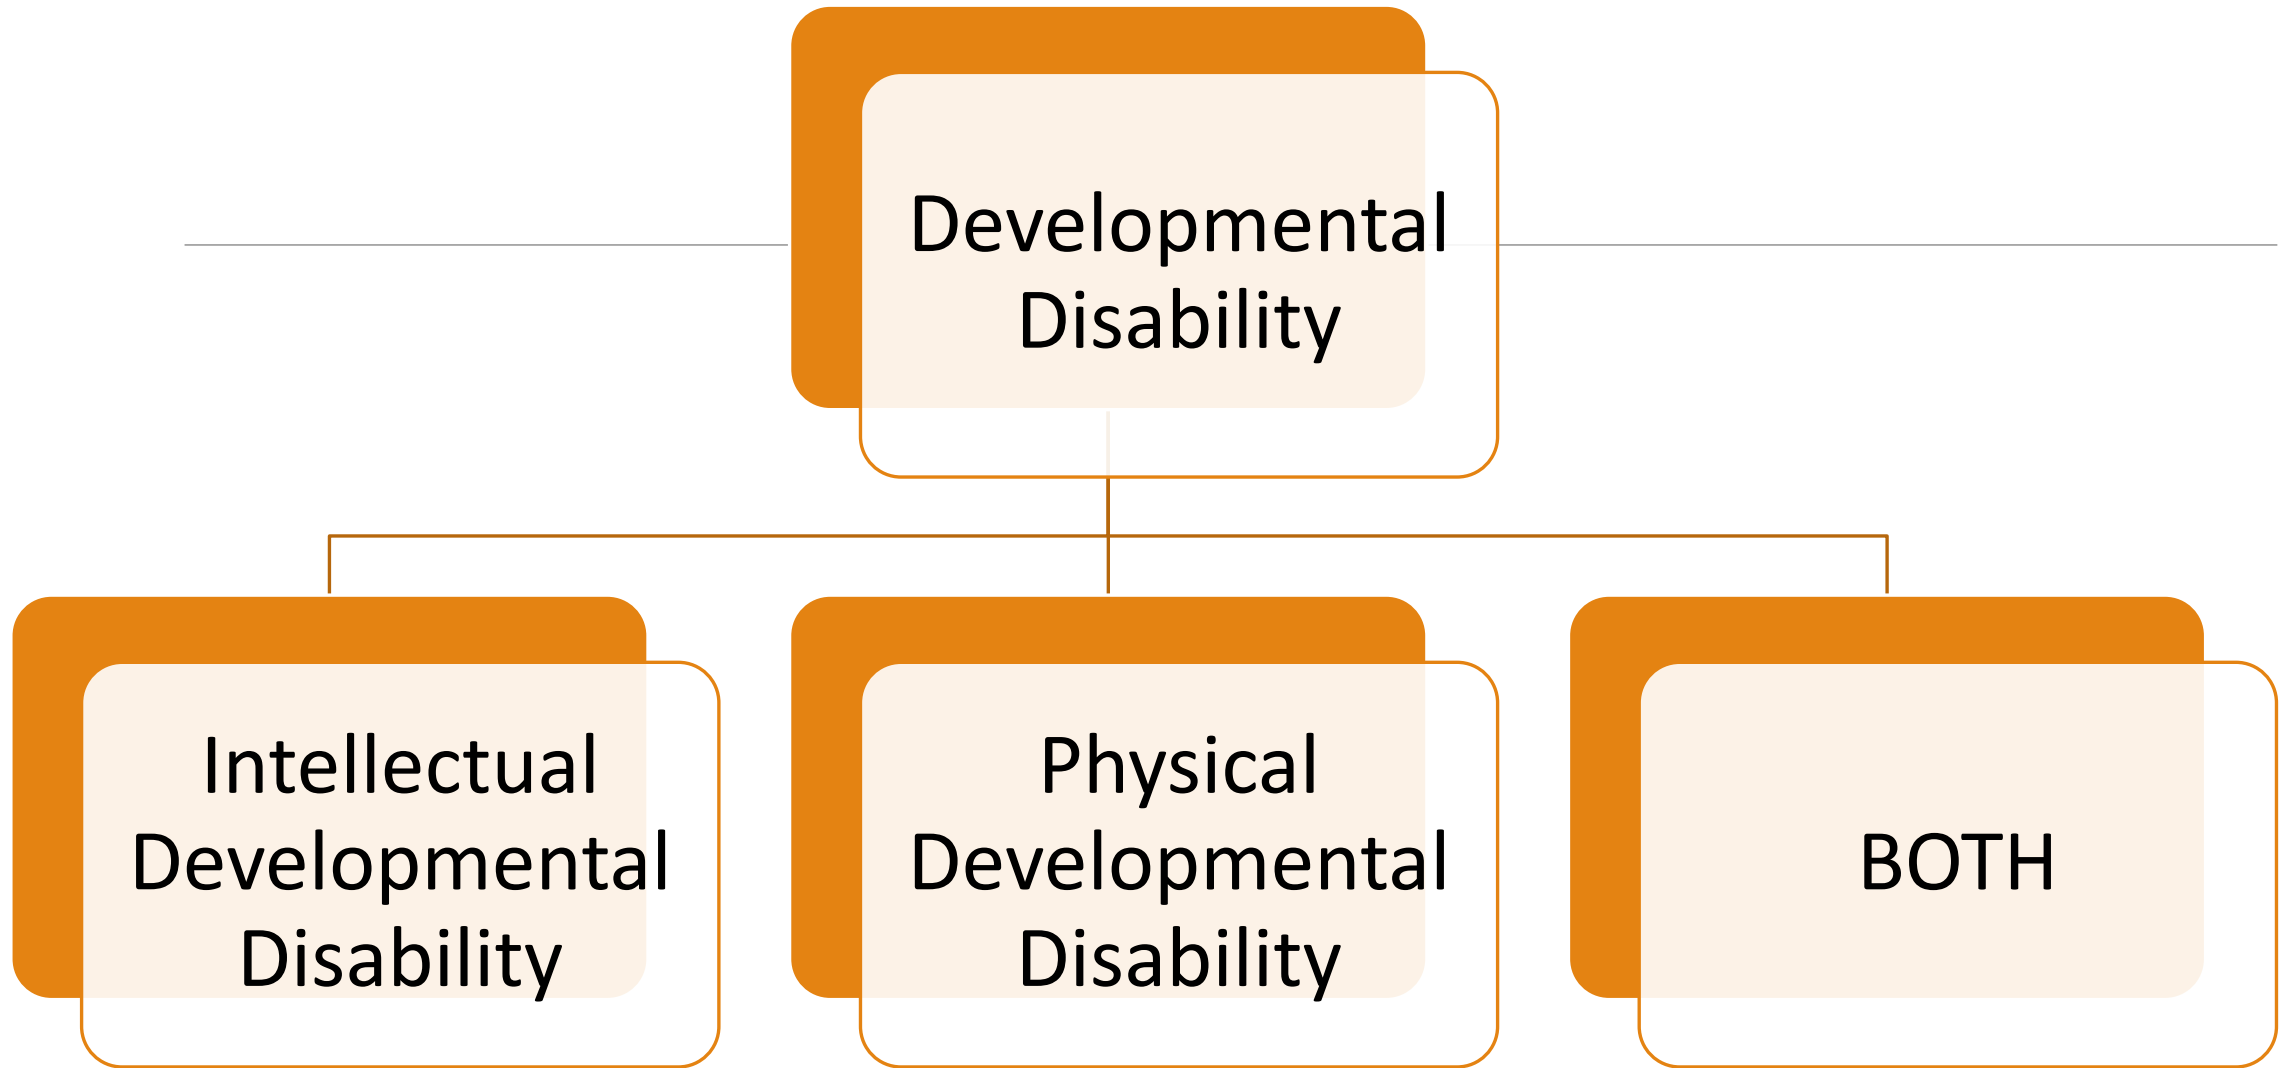 Developmental
Disability
Intellectual
Developmental
Disability
Physical
Developmental
Disability
BOTH